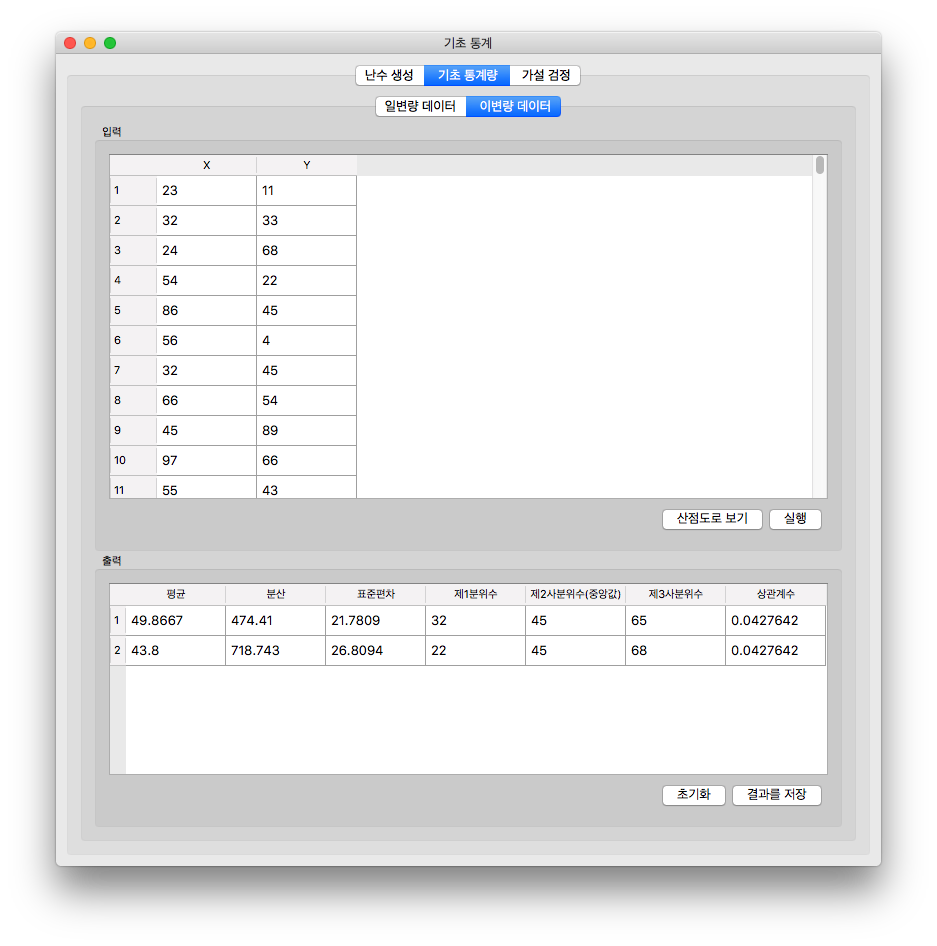 기초 통계
난수 생성 기초 통계량 가설 검정
일변량 데이터 이변량 데이터
입력
X Y
1 23 11
2 32 33
3 24 68
4 54 22
5 86 45
6 56 4
7 32 45
8 66 54
9 45 89
10 97 66
11 55 43
산점도로 보기 실행
출력
평균 분산 표준편차 제1분위수 제2사분위수(중앙값) 제3사분위수 상관계수
1 49.8667 474.41 21.7809 32 45 65 0.0427642
2 43.8 718.743 26.8094 22 45 68 0.0427642
초기화 결과를 저장